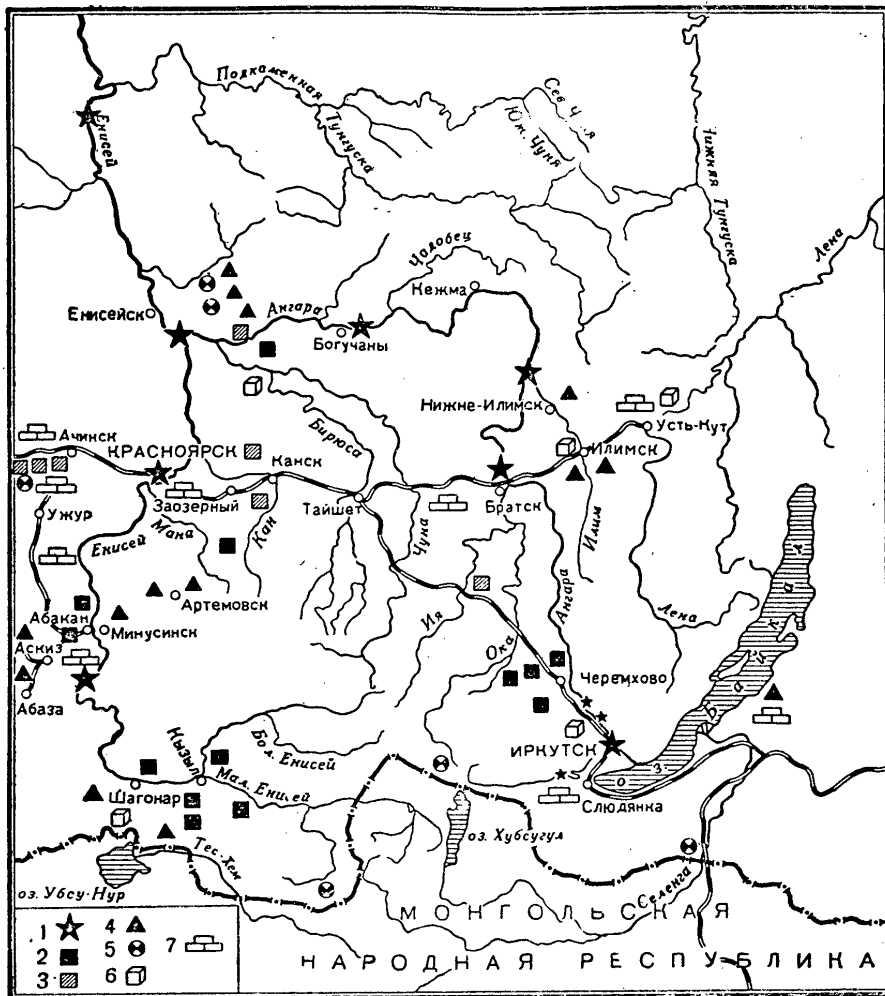 Подкаменная
Тунгуска
Енисей
Юж. Чуня
Нижняя Тунгуска
Лена
Чадобец
Кежма
Енисейск
Ангара
Богучаны
Нижне-Илимск
Усть-Кут
Бирюса
Ачинск
КРАСНОЯРСК
Канск
Илимск
Заозерный
Тайшет
Братск
Ужур
Мана
Кан
Чуна
Илим
Енисей
Артемовск
Ангара
Лена
Абакан
Минусинск
Ия
Ока
Аскиз
Черемхово
Абаза
оз. Байкал
Кызыл
Бол. Енисей
ИРКУТСК
Мал. Енисей
Шагонар
Слюдянка
оз. Хубсугул
Тес-Хем
оз. Убсу-Нур
Селенга
МОНГОЛЬСКАЯ
НАРОДНАЯ РЕСПУБЛИКА
1 4
2 5 7
3 6